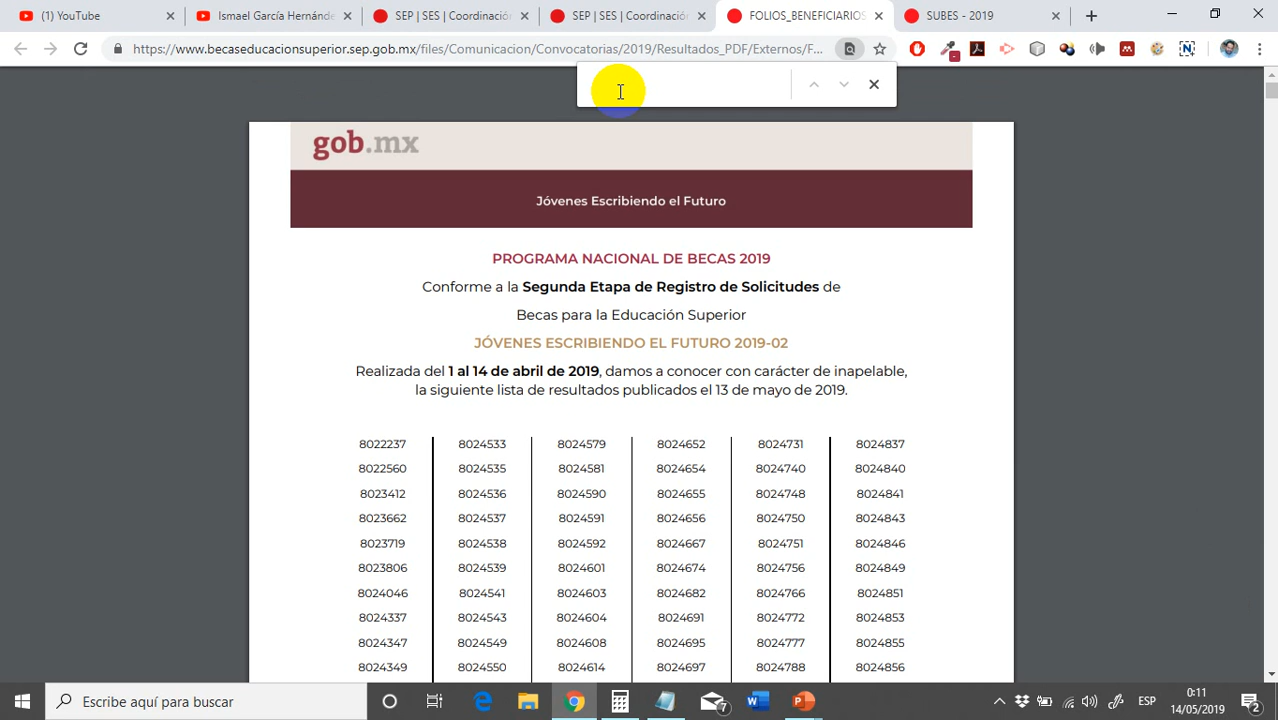 (1) YouTube
Ismael García Hernánde
SEP | SES | Coordinación
SEP | SES | Coordinación
FOLIOS_BENEFICIARIOS
SUBES - 2019
https://www.becaseducacionsuperior.sep.gob.mx/files/Comunicacion/Convocatorias/2019/Resultados_PDF/Externos/F...
gob.mx
Jóvenes Escribiendo el Futuro
PROGRAMA NACIONAL DE BECAS 2019
Conforme a la Segunda Etapa de Registro de Solicitudes de
Becas para la Educación Superior
JÓVENES ESCRIBIENDO EL FUTURO 2019-02
Realizada del 1 al 14 de abril de 2019, damos a conocer con carácter de inapelable,
la siguiente lista de resultados publicados el 13 de mayo de 2019.
8022237 8024533 8024579 8024652 8024731 8024837
8022560 8024535 8024581 8024654 8024740 8024840
8023412 8024536 8024590 8024655 8024748 8024841
8023662 8024537 8024591 8024656 8024750 8024843
8023719 8024538 8024592 8024667 8024751 8024846
8023806 8024539 8024601 8024674 8024756 8024849
8024046 8024541 8024603 8024682 8024766 8024851
8024337 8024543 8024604 8024691 8024772 8024853
8024347 8024549 8024608 8024695 8024777 8024855
8024349 8024550 8024614 8024697 8024788 8024856
Escribe aquí para buscar
7
ESP
0:11
14/05/2019
2